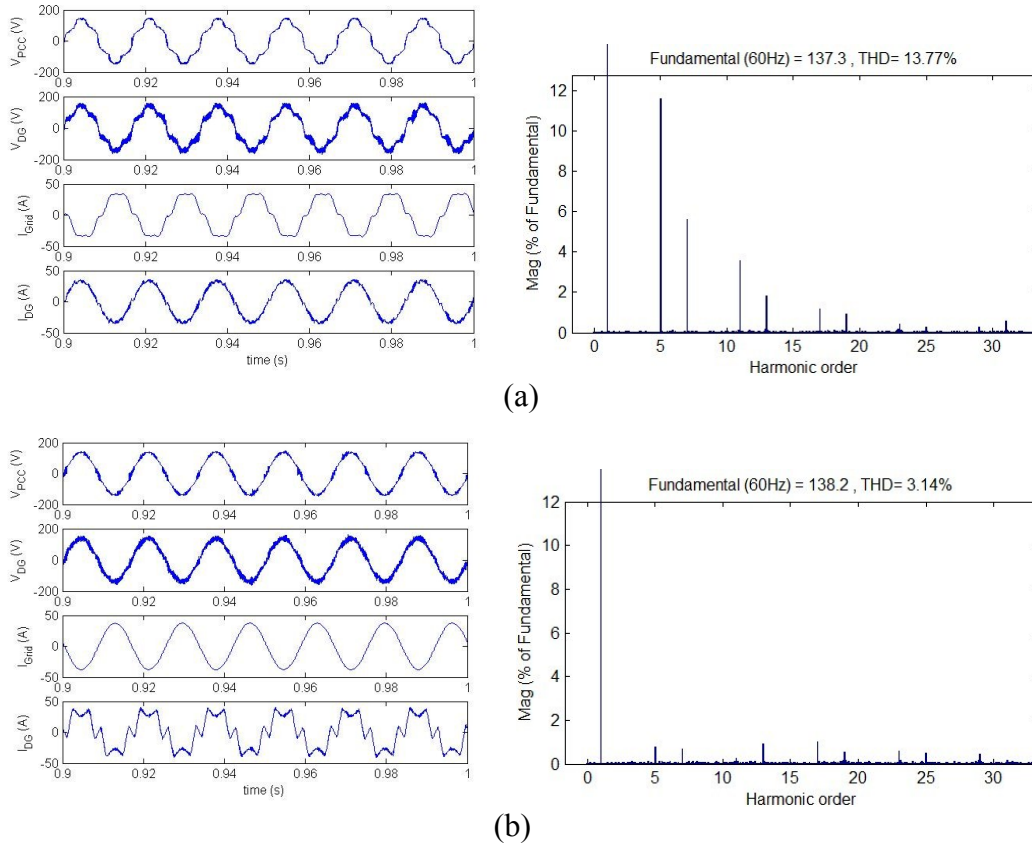 200
0
-200
V_PCC (V)
0.9 0.92 0.94 0.96 0.98 1
200
0
-200
V_DG (V)
0.9 0.92 0.94 0.96 0.98 1
50
0
-50
I_Grid (A)
0.9 0.92 0.94 0.96 0.98 1
50
0
-50
I_DG (A)
0.9 0.92 0.94 0.96 0.98 1
time (s)
Fundamental (60Hz) = 137.3 , THD= 13.77%
12
10
8
6
4
2
0
Mag (% of Fundamental)
0 5 10 15 20 25 30
Harmonic order
(a)
200
0
-200
V_PCC (V)
0.9 0.92 0.94 0.96 0.98 1
200
0
-200
V_DG (V)
0.9 0.92 0.94 0.96 0.98 1
50
0
-50
I_Grid (A)
0.9 0.92 0.94 0.96 0.98 1
50
0
-50
I_DG (A)
0.9 0.92 0.94 0.96 0.98 1
time (s)
Fundamental (60Hz) = 138.2 , THD= 3.14%
12
10
8
6
4
2
0
Mag (% of Fundamental)
0 5 10 15 20 25 30
Harmonic order
(b)